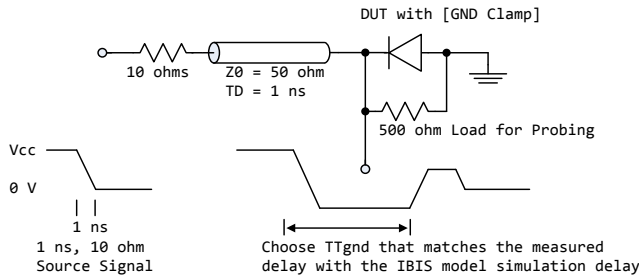 DUT with [GND Clamp]
10 ohms
Z0 = 50 ohm
TD = 1 ns
500 ohm Load for Probing
Vcc
0 V
1 ns
1 ns, 10 ohm
Source Signal
Choose TTgnd that matches the measured
delay with the IBIS model simulation delay